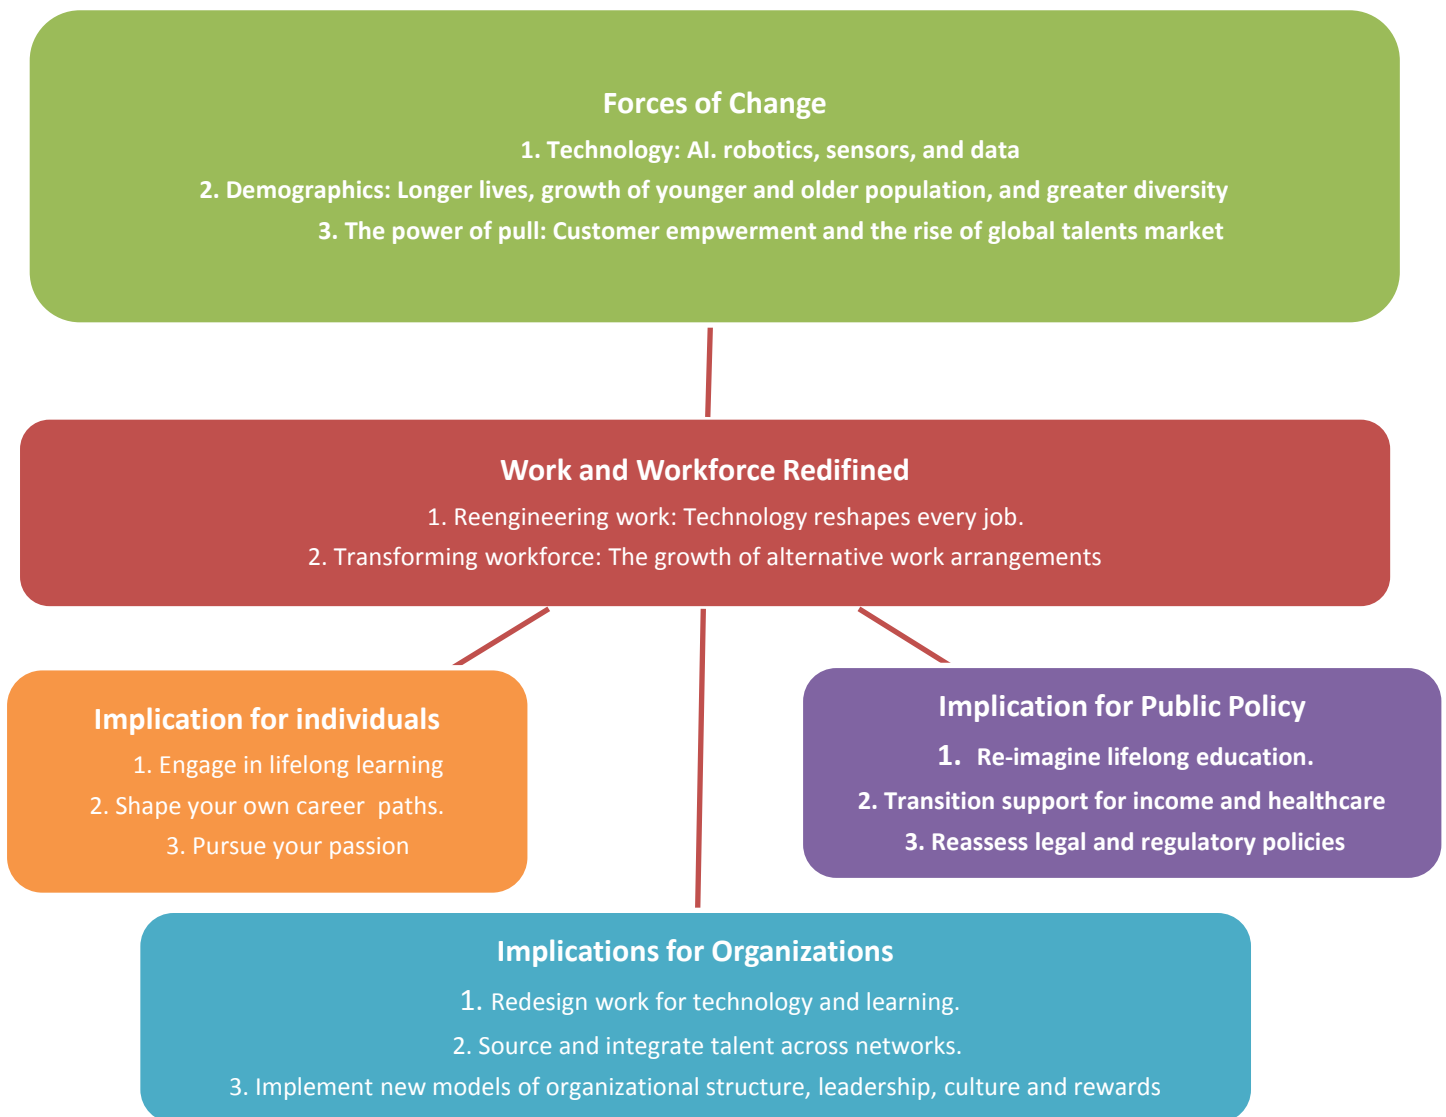 Forces of Change
1. Technology: AI. robotics, sensors, and data
2. Demographics: Longer lives, growth of younger and older population, and greater diversity
3. The power of pull: Customer empwerment and the rise of global talents market
Work and Workforce Redifined
1. Reengineering work: Technology reshapes every job.
2. Transforming workforce: The growth of alternative work arrangements
Implication for individuals
1. Engage in lifelong learning
2. Shape your own career paths.
3. Pursue your passion
Implication for Public Policy
1. Re-imagine lifelong education.
2. Transition support for income and healthcare
3. Reassess legal and regulatory policies
Implications for Organizations
1. Redesign work for technology and learning.
2. Source and integrate talent across networks.
3. Implement new models of organizational structure, leadership, culture and rewards